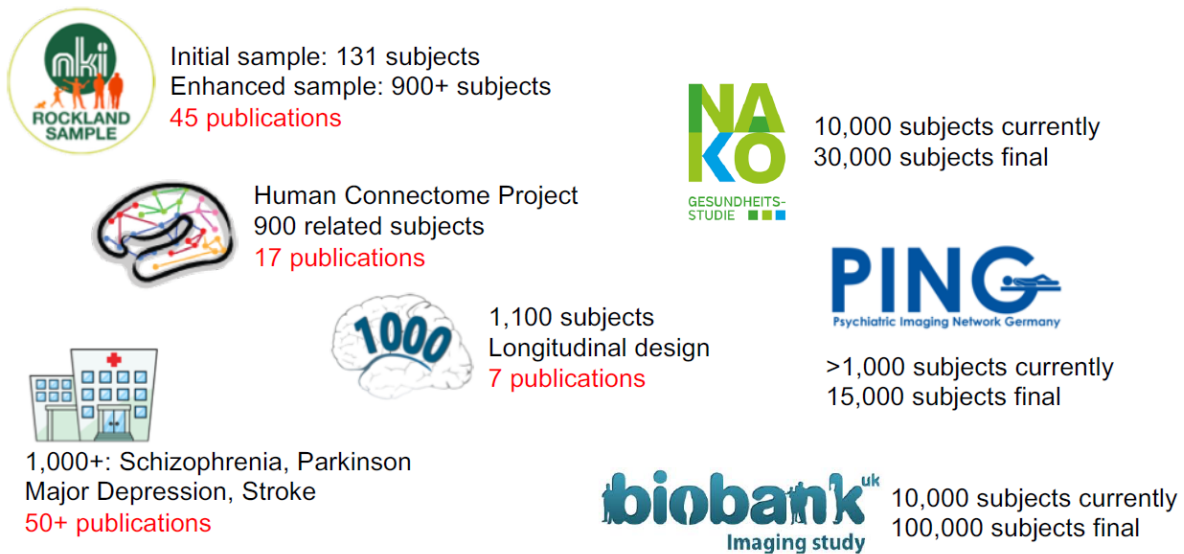 nki
ROCKLAND
SAMPLE
Initial sample: 131 subjects
Enhanced sample: 900+ subjects
45 publications
Human Connectome Project
900 related subjects
17 publications
1000
1,100 subjects
Longitudinal design
7 publications
1,000+: Schizophrenia, Parkinson
Major Depression, Stroke
50+ publications
NA
KO
GESUNDHEITS-
STUDIE
10,000 subjects currently
30,000 subjects final
PING
Psychiatric Imaging Network Germany
>1,000 subjects currently
15,000 subjects final
biobank uk
Imaging study
10,000 subjects currently
100,000 subjects final